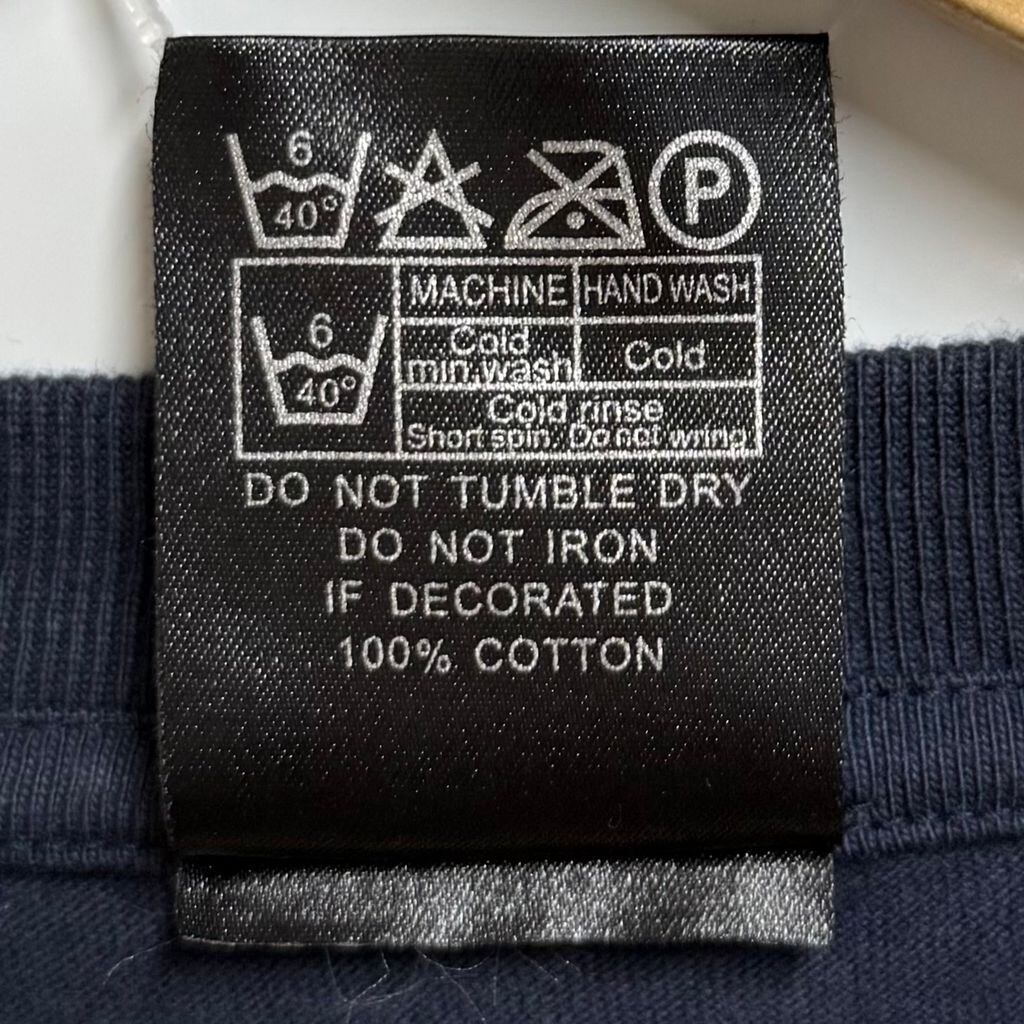 6
40°
P
MACHINE HAND WASH
6
40°
Cold
min.wash
Cold
Cold rinse
Short spin. Do not wring
DO NOT TUMBLE DRY
DO NOT IRON
IF DECORATED
100% COTTON